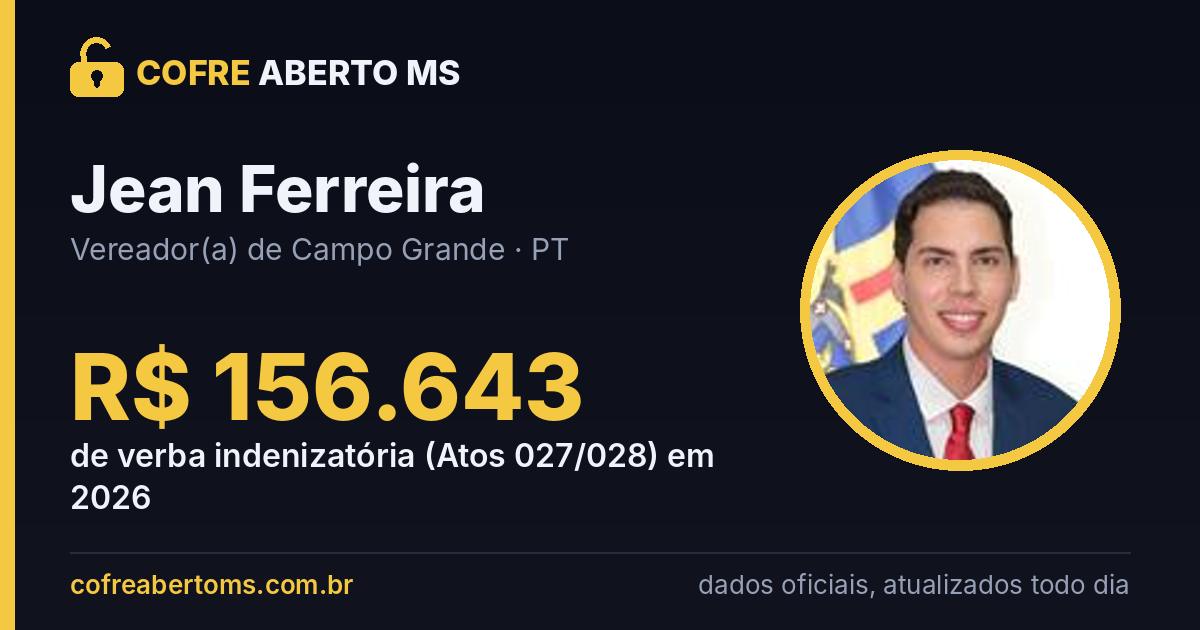 COFRE ABERTO MS
Jean Ferreira
Vereador(a) de Campo Grande · PT
R$ 156.643
de verba indenizatória (Atos 027/028) em
2026
cofreabertoms.com.br
dados oficiais, atualizados todo dia